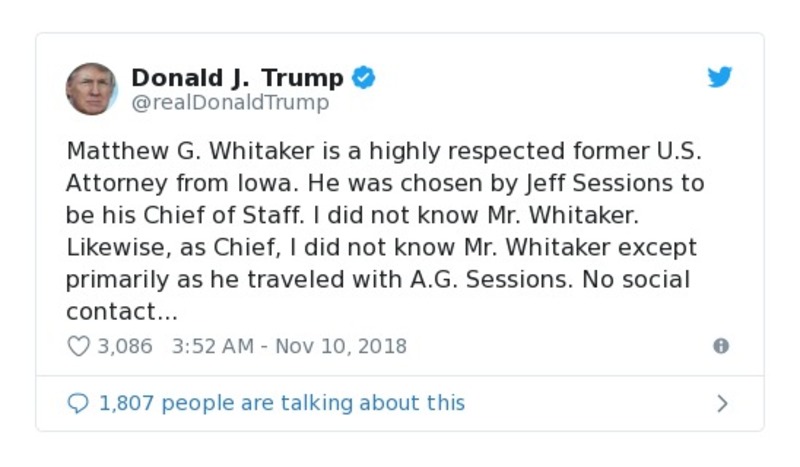 Donald J. Trump
@realDonaldTrump
Matthew G. Whitaker is a highly respected former U.S.
Attorney from Iowa. He was chosen by Jeff Sessions to
be his Chief of Staff. I did not know Mr. Whitaker.
Likewise, as Chief, I did not know Mr. Whitaker except
primarily as he traveled with A.G. Sessions. No social
contact...
3,086 3:52 AM - Nov 10, 2018
1,807 people are talking about this